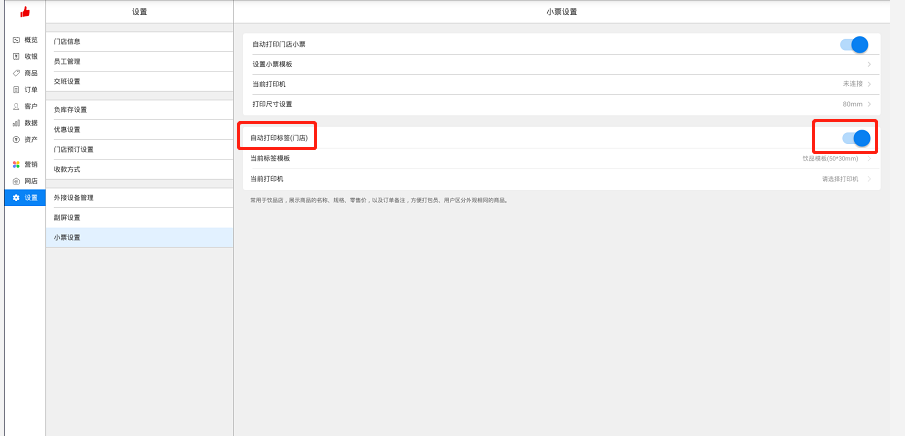 设置
小票设置
概览
收银
商品
订单
客户
数据
资产
营销
网店
设置
门店信息
员工管理
交班设置
负库存设置
优惠设置
门店预订设置
收款方式
外接设备管理
副屏设置
小票设置
自动打印门店小票
设置小票模板
当前打印机 未连接
打印尺寸设置 80mm
自动打印标签(门店)
当前标签模板 饮品模板(50*30mm)
当前打印机 请选择打印机
常用于饮品店，展示商品的名称、规格、零售价，以及订单备注，方便打包员、用户区分外观相同的商品。